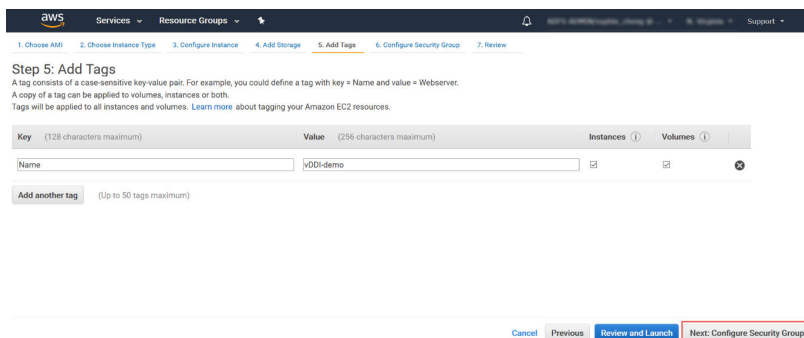 aws Services Resource Groups Support
1. Choose AMI 2. Choose Instance Type 3. Configure Instance 4. Add Storage 5. Add Tags 6. Configure Security Group 7. Review
Step 5: Add Tags
A tag consists of a case-sensitive key-value pair. For example, you could define a tag with key = Name and value = Webserver.
A copy of a tag can be applied to volumes, instances or both.
Tags will be applied to all instances and volumes. Learn more about tagging your Amazon EC2 resources.
Key (128 characters maximum) Value (256 characters maximum) Instances Volumes
Name vDDI-demo
Add another tag (Up to 50 tags maximum)
Cancel Previous Review and Launch Next: Configure Security Group